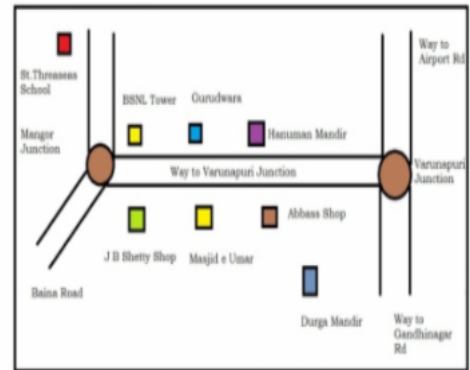 Way to
Airport Rd
St.Threaseas
School
BSNL Tower
Gurudwara
Mangor
Junction
Hanuman Mandir
Way to Varunapuri Junction
Varunapuri
Junction
Abbass Shop
J B Shetty Shop
Masjid e Umar
Baina Road
Durga Mandir
Way to
Gandhinagar
Rd